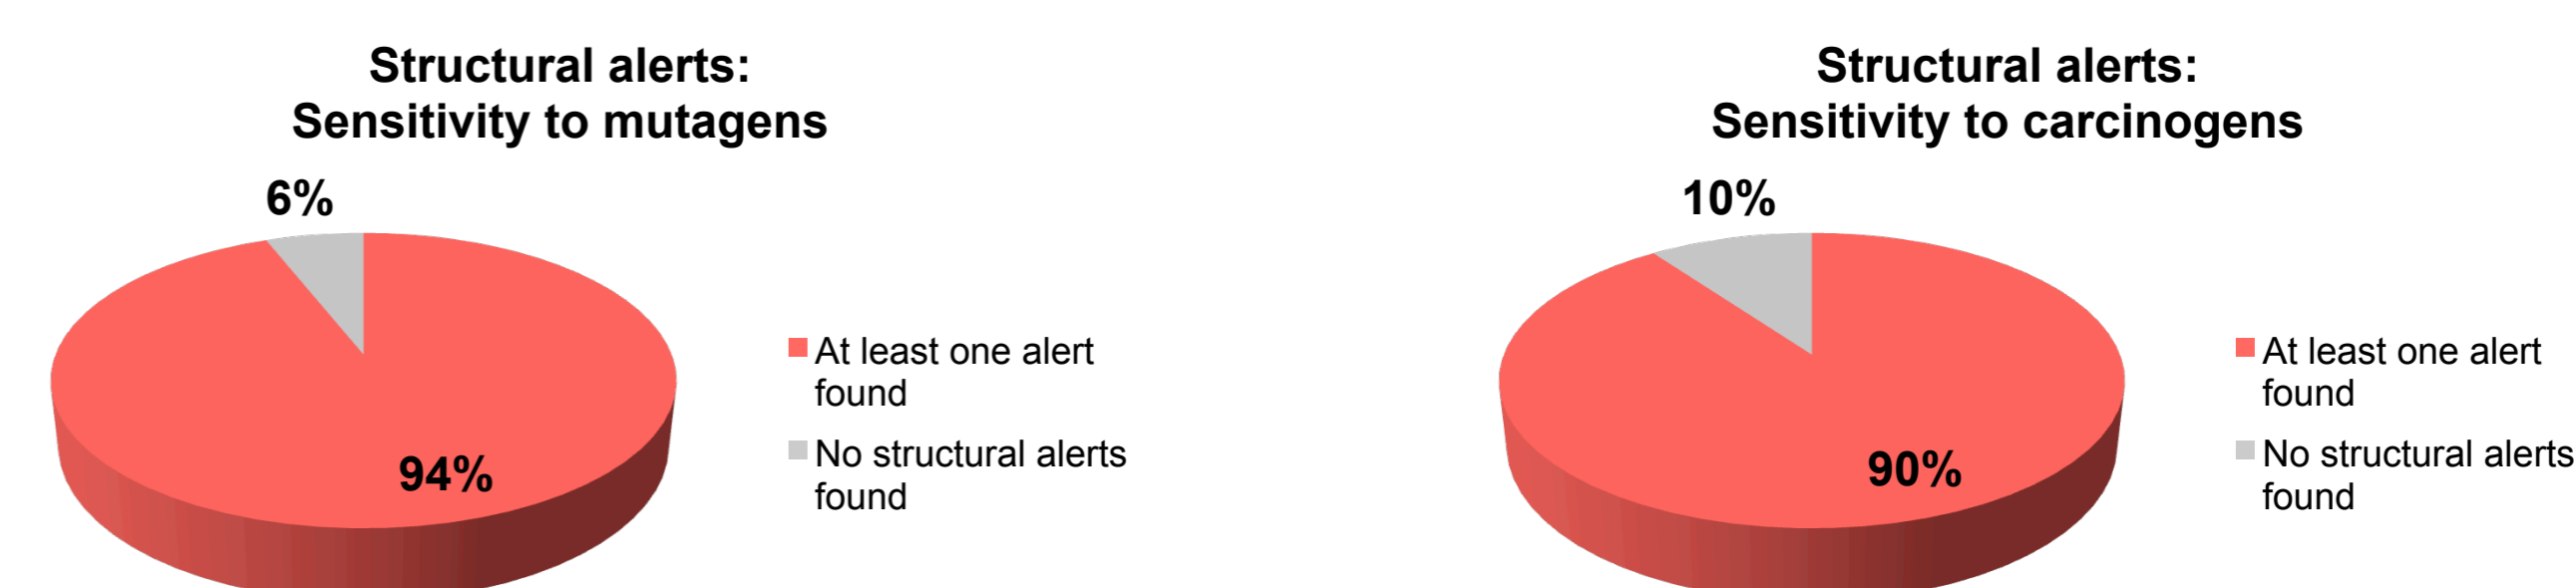 Structural alerts:
Sensitivity to mutagens
6%
94%
At least one alert
found
No structural alerts
found
Structural alerts:
Sensitivity to carcinogens
10%
90%
At least one alert
found
No structural alerts
found